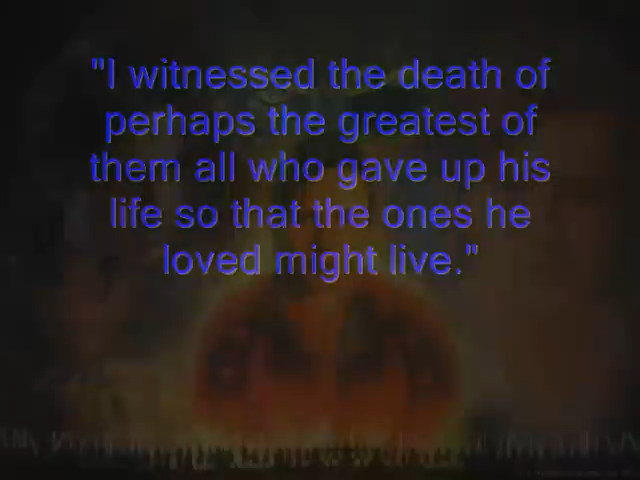 "I witnessed the death of
perhaps the greatest of
them all who gave up his
life so that the ones he
loved might live."